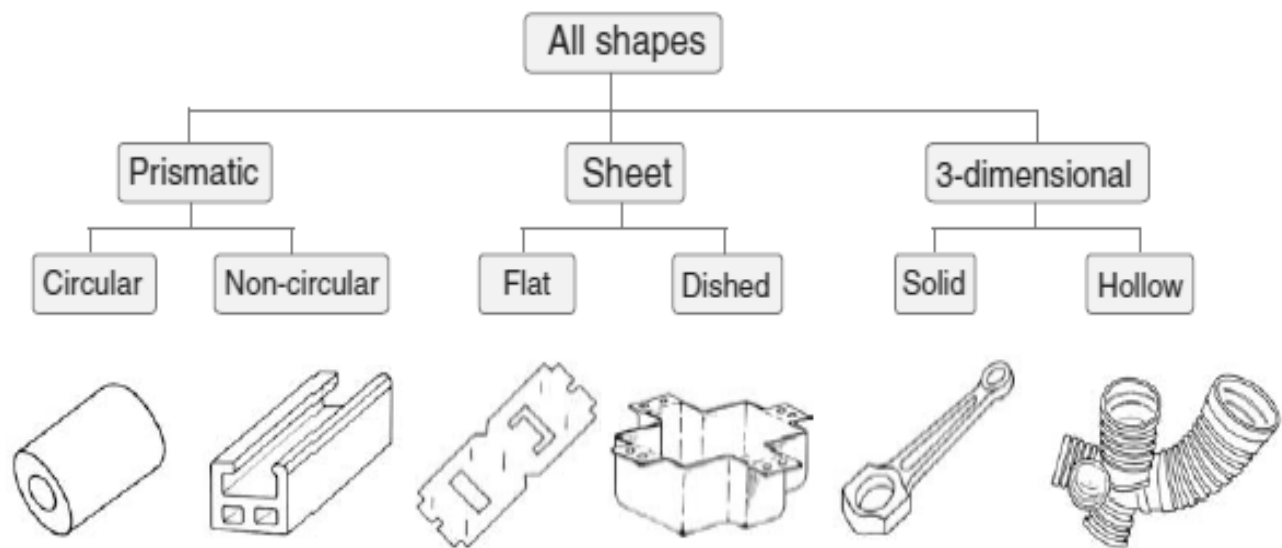 All shapes
Prismatic
Sheet
3-dimensional
Circular
Non-circular
Flat
Dished
Solid
Hollow